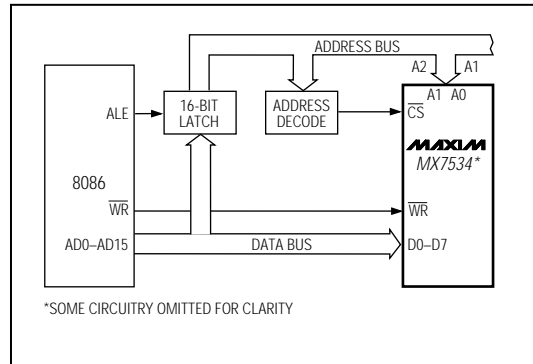 ADDRESS BUS
A2 A1
ALE
16-BIT
LATCH
ADDRESS
DECODE
A1 A0
CS
MAXIM
MX7534*
8086
WR
WR
AD0–AD15
DATA BUS
D0–D7
*SOME CIRCUITRY OMITTED FOR CLARITY